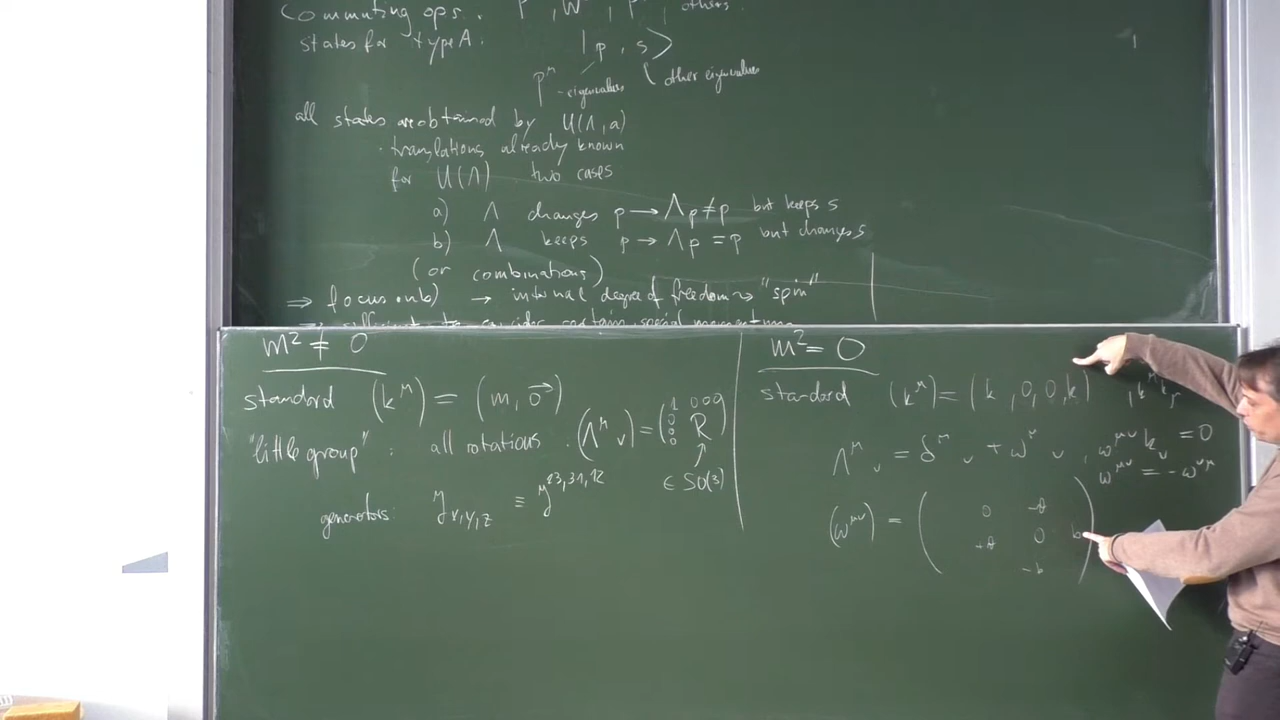 Commuting ops.: P , W , P , others.
states for type A: | p , s >
P^μ - eigenvalues   other eigenvalues
all states are obtained by U(Λ, a)
· translations already known
for U(Λ) two cases
a) Λ changes p → Λp ≠ p but keeps s
b) Λ keeps p → Λp = p but changes s
(or combinations)
⇒ focus on b) → internal degree of freedom ⇝ "spin"
m² ≠ 0
standard (k^μ) = (m, 0⃗)
"little group": all rotations. (Λ^μ_ν) = (1 0 0 0 0 0 0 R)
∈ SO(3)
generators: J_{x,y,z} ≡ J^{23,31,12}
m² = 0
standard (k^μ) = (k, 0, 0, k)
Λ^μ_ν = δ^μ_ν + ω^μ_ν , ω^{μν} k_ν = 0
ω^{μν} = -ω^{νμ}
(ω^{μν}) = ( 0 -θ
+θ 0 b
-b )